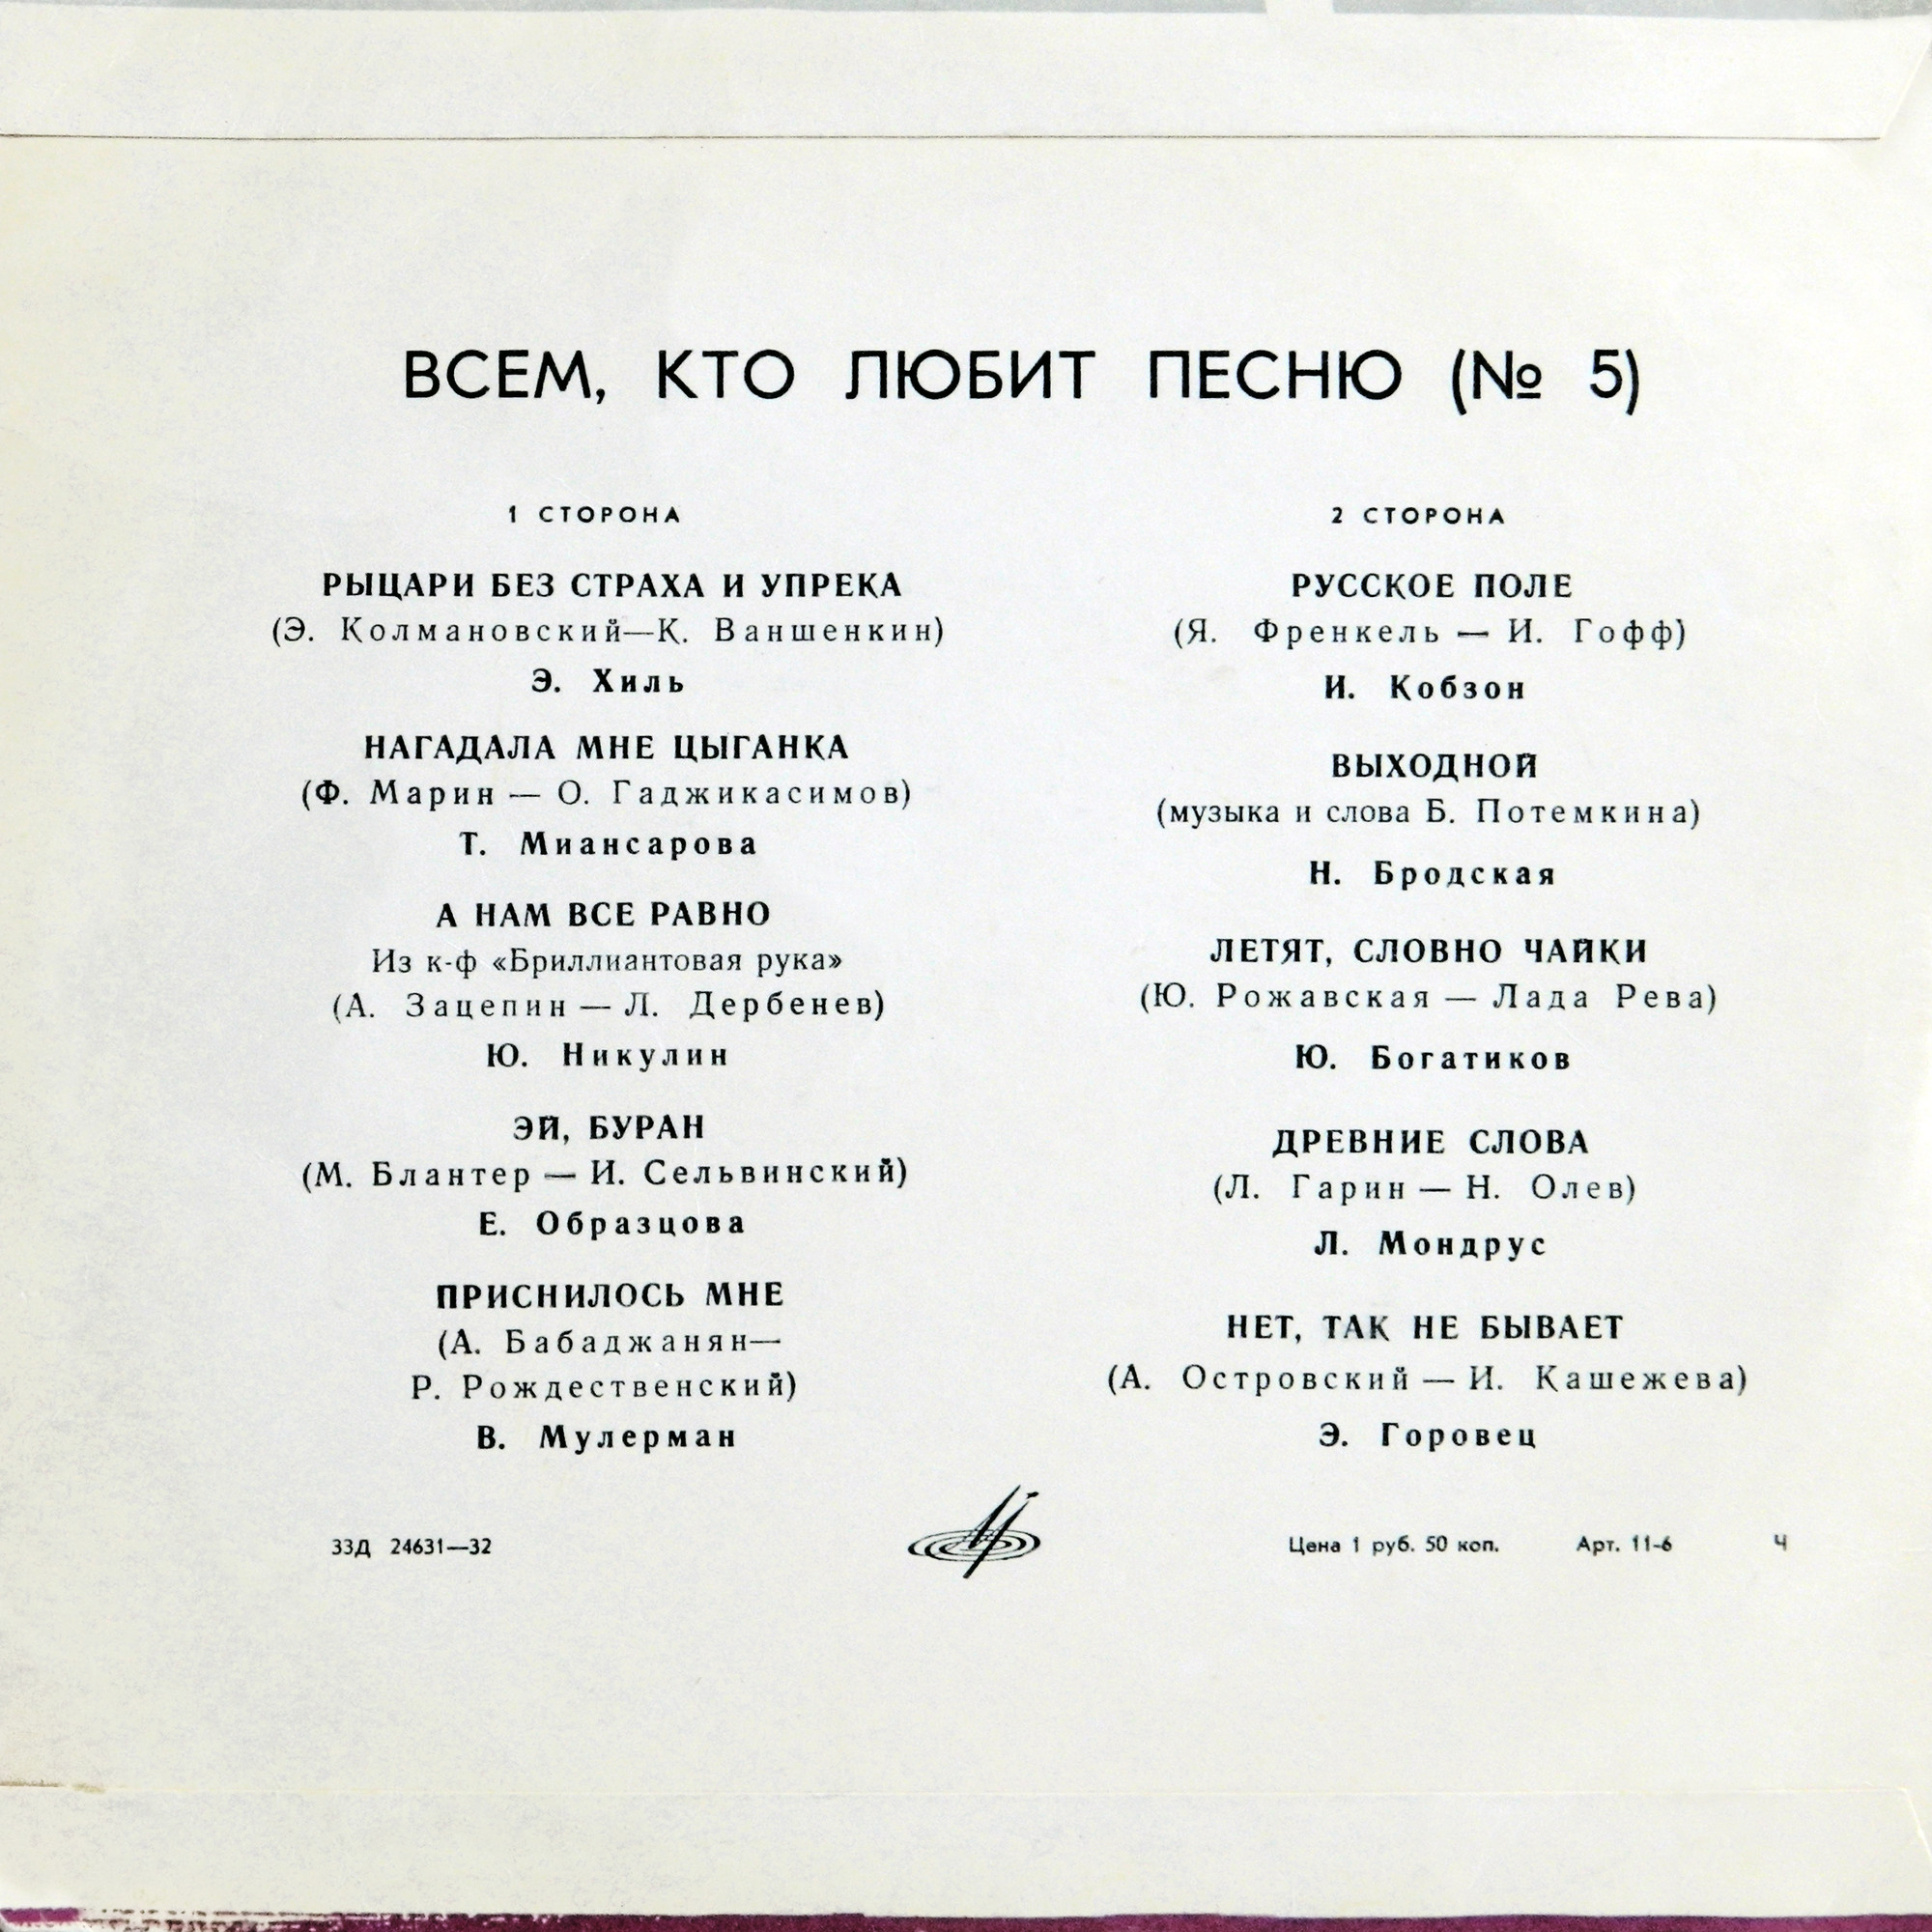 ВСЕМ, КТО ЛЮБИТ ПЕСНЮ (№ 5)
1 СТОРОНА
РЫЦАРИ БЕЗ СТРАХА И УПРЕКА
(Э. Колмановский—К. Ваншенкин)
Э. Хиль
НАГАДАЛА МНЕ ЦЫГАНКА
(Ф. Марин — О. Гаджикасимов)
Т. Миансарова
А НАМ ВСЕ РАВНО
Из к-ф «Бриллиантовая рука»
(А. Зацепин — Л. Дербенев)
Ю. Никулин
ЭЙ, БУРАН
(М. Блантер — И. Сельвинский)
Е. Образцова
ПРИСНИЛОСЬ МНЕ
(А. Бабаджанян—
Р. Рождественский)
В. Мулерман
2 СТОРОНА
РУССКОЕ ПОЛЕ
(Я. Френкель — И. Гофф)
И. Кобзон
ВЫХОДНОЙ
(музыка и слова Б. Потемкина)
Н. Бродская
ЛЕТЯТ, СЛОВНО ЧАЙКИ
(Ю. Рожавская — Лада Рева)
Ю. Богатиков
ДРЕВНИЕ СЛОВА
(Л. Гарин — Н. Олев)
Л. Мондрус
НЕТ, ТАК НЕ БЫВАЕТ
(А. Островский — И. Кашежева)
Э. Горовец
33Д 24631—32
Цена 1 руб. 50 коп. Арт. 11-6 Ч